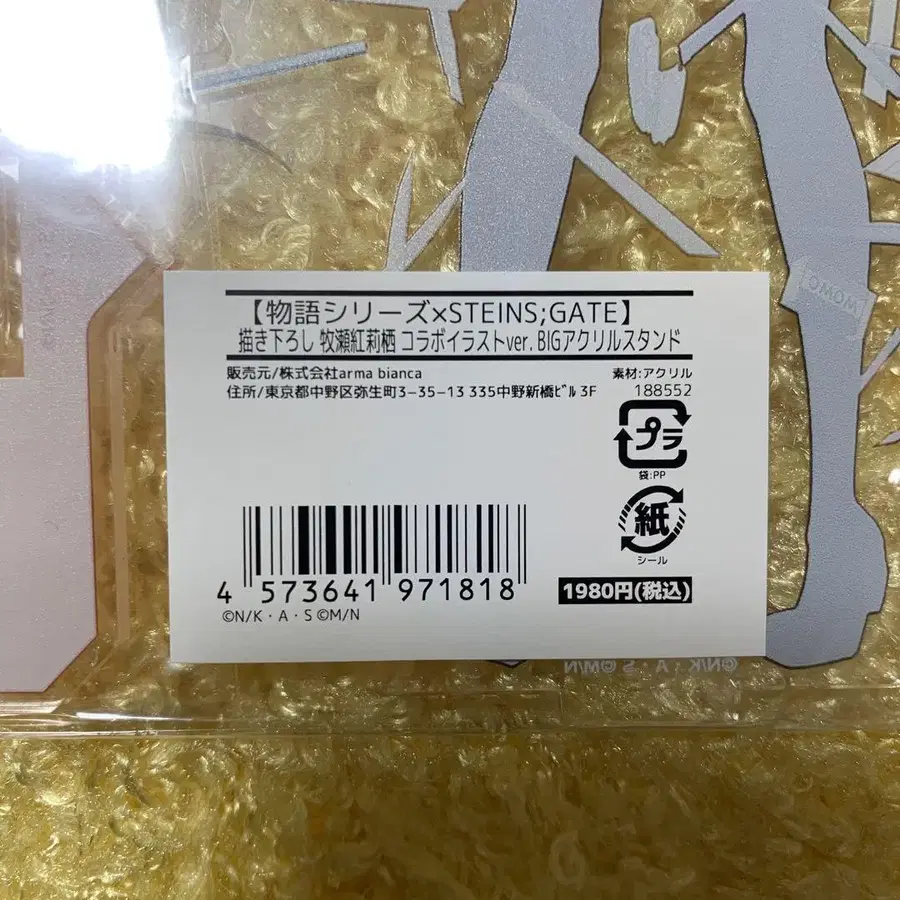 【物語シリーズ×STEINS;GATE】
描き下ろし 牧瀬紅莉栖 コラボイラストver. BIGアクリルスタンド
販売元/株式会社arma bianca
素材:アクリル
住所/東京都中野区弥生町3-35-13 335中野新橋ﾋﾞﾙ 3F
188552
プラ
袋:PP
紙
シール
4 573641 971818
1980円(税込)
©N/K・A・S ©M/N
©N/K・A・S ©M/N
MOMO